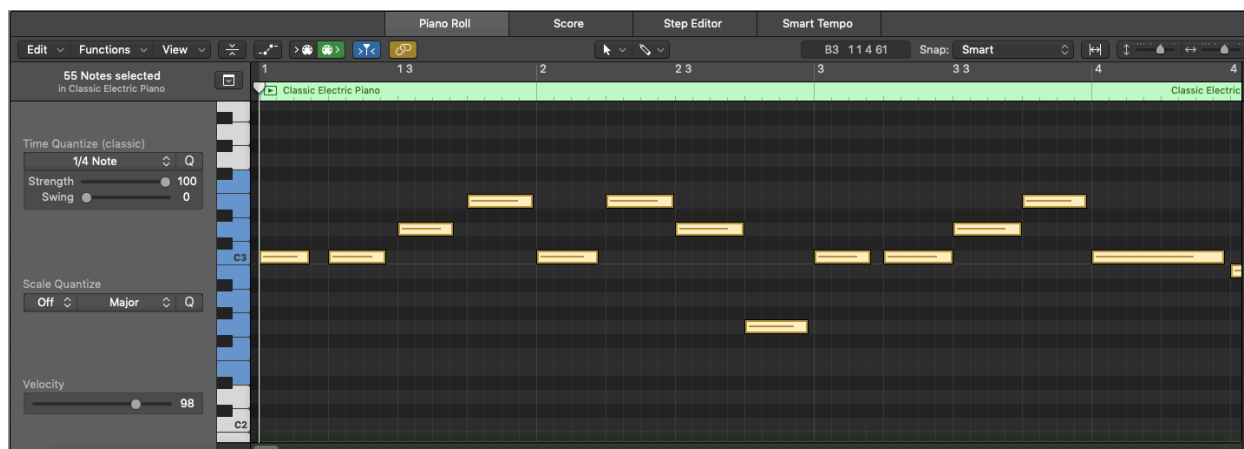 Piano Roll Score Step Editor Smart Tempo
Edit Functions View B3 1 1 4 61 Snap: Smart
55 Notes selected
in Classic Electric Piano
1 1 3 2 2 3 3 3 3 4 4
Classic Electric Piano Classic Electric
Time Quantize (classic)
1/4 Note Q
Strength 100
Swing 0
C3
Scale Quantize
Off Major Q
Velocity
98
C2